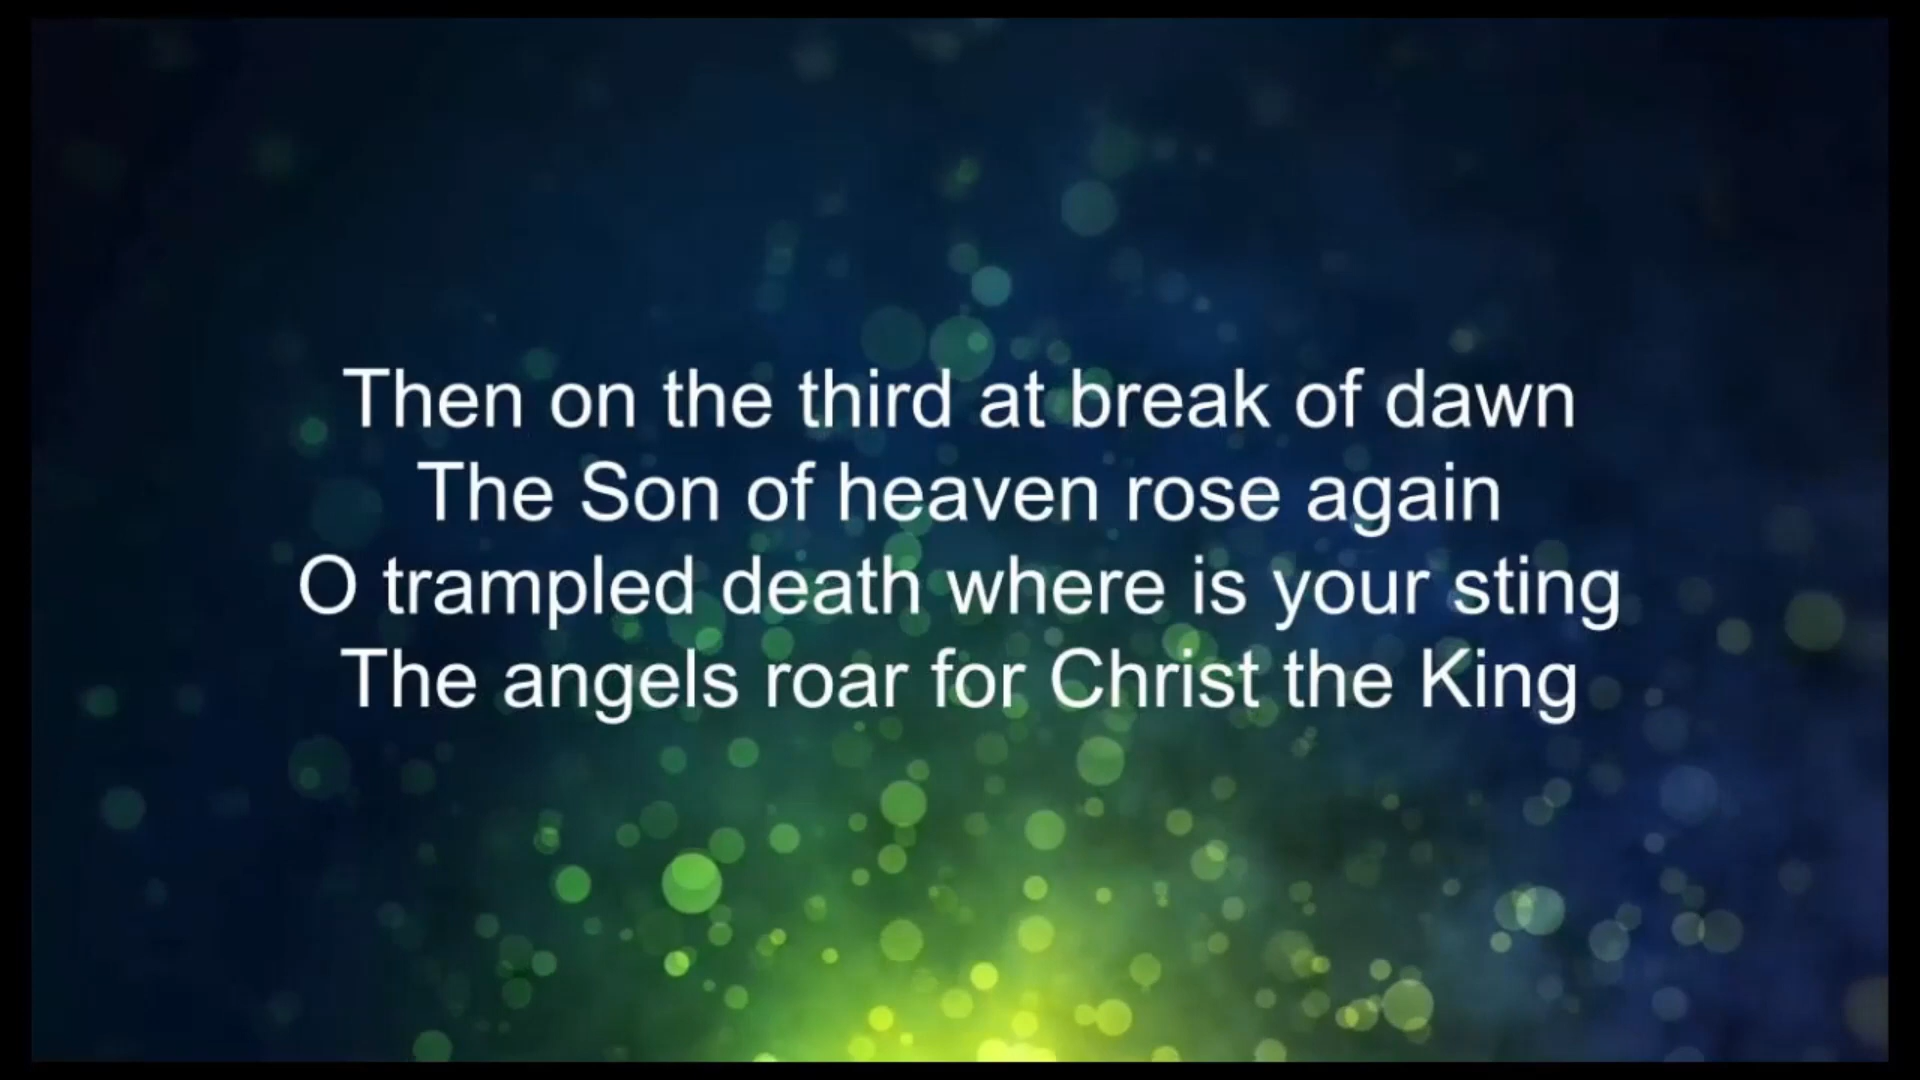 Then on the third at break of dawn
The Son of heaven rose again
O trampled death where is your sting
The angels roar for Christ the King